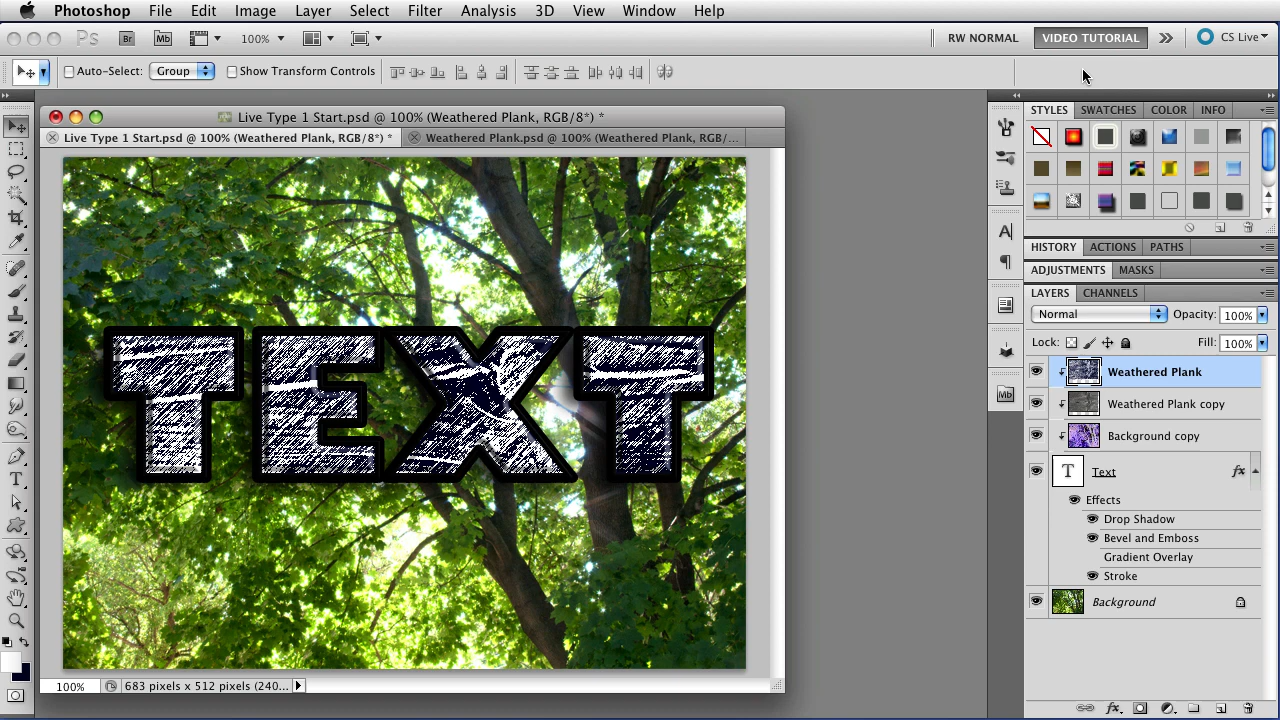 Photoshop File Edit Image Layer Select Filter Analysis 3D View Window Help
Ps Br Mb 100% RW NORMAL VIDEO TUTORIAL CS Live
Auto-Select: Group Show Transform Controls
Live Type 1 Start.psd @ 100% (Weathered Plank, RGB/8*) *
Live Type 1 Start.psd @ 100% (Weathered Plank, RGB/8*) * Weathered Plank.psd @ 100% (Weathered Plank, RGB/...
TEXT
100% 683 pixels x 512 pixels (240...
STYLES SWATCHES COLOR INFO
HISTORY ACTIONS PATHS
ADJUSTMENTS MASKS
LAYERS CHANNELS
Normal Opacity: 100%
Lock: Fill: 100%
Weathered Plank
Weathered Plank copy
Background copy
T Text fx
Effects
Drop Shadow
Bevel and Emboss
Gradient Overlay
Stroke
Background
A
Mb
T
fx